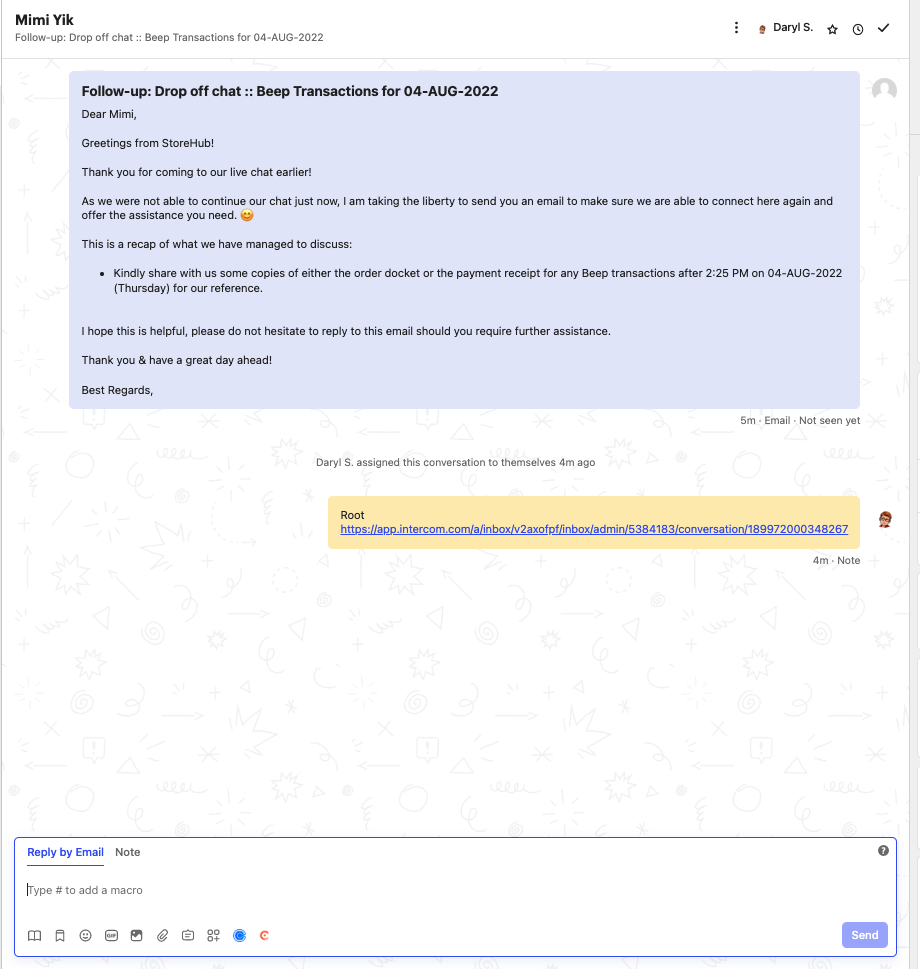 Mimi Yik
Follow-up: Drop off chat :: Beep Transactions for 04-AUG-2022
Daryl S.
Follow-up: Drop off chat :: Beep Transactions for 04-AUG-2022
Dear Mimi,
Greetings from StoreHub!
Thank you for coming to our live chat earlier!
As we were not able to continue our chat just now, I am taking the liberty to send you an email to make sure we are able to connect here again and
offer the assistance you need. 😊
This is a recap of what we have managed to discuss:
• Kindly share with us some copies of either the order docket or the payment receipt for any Beep transactions after 2:25 PM on 04-AUG-2022
(Thursday) for our reference.
I hope this is helpful, please do not hesitate to reply to this email should you require further assistance.
Thank you & have a great day ahead!
Best Regards,
5m · Email · Not seen yet
Daryl S. assigned this conversation to themselves 4m ago
Root
https://app.intercom.com/a/inbox/v2axofpf/inbox/admin/5384183/conversation/189972000348267
4m · Note
Reply by Email Note
Type # to add a macro
GIF
Send